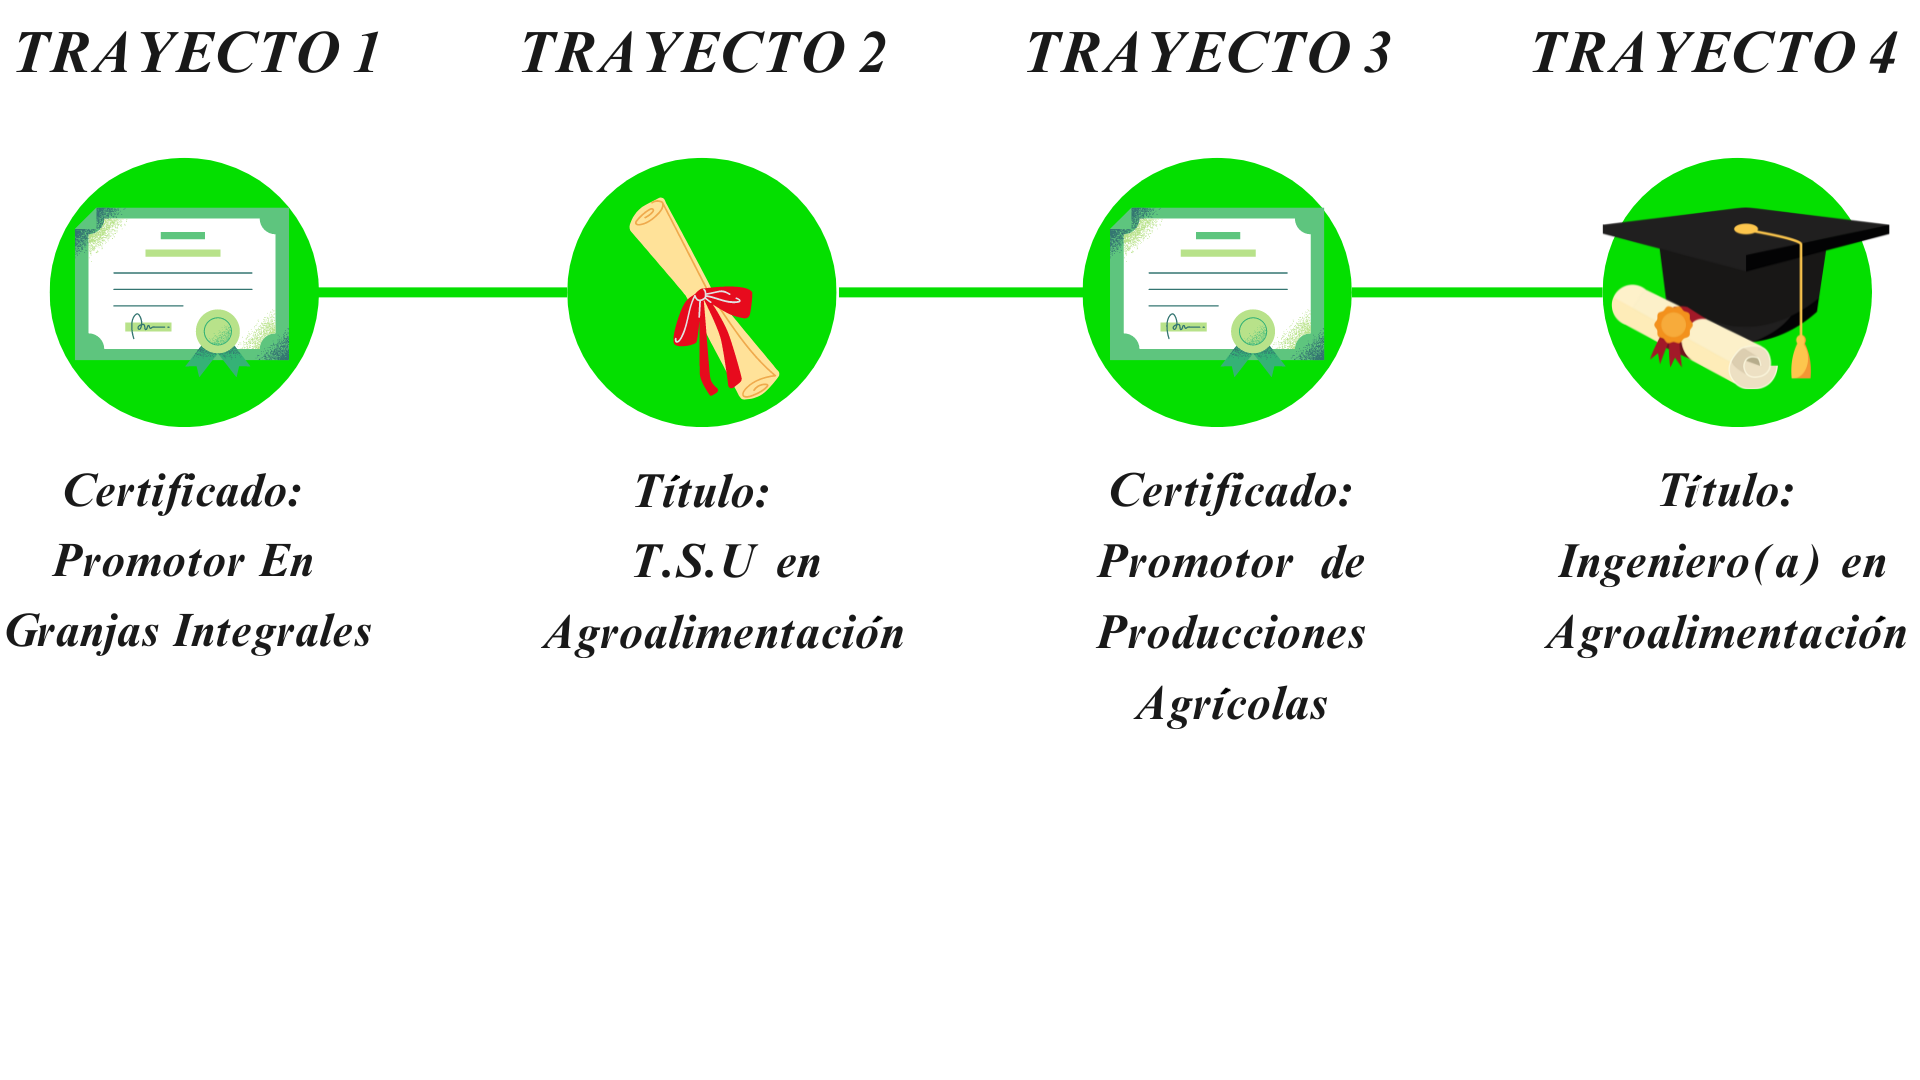 TRAYECTO 1
TRAYECTO 2
TRAYECTO 3
TRAYECTO 4
Certificado:
Promotor En
Granjas Integrales
Título:
T.S.U en
Agroalimentación
Certificado:
Promotor de
Producciones
Agrícolas
Título:
Ingeniero(a) en
Agroalimentación